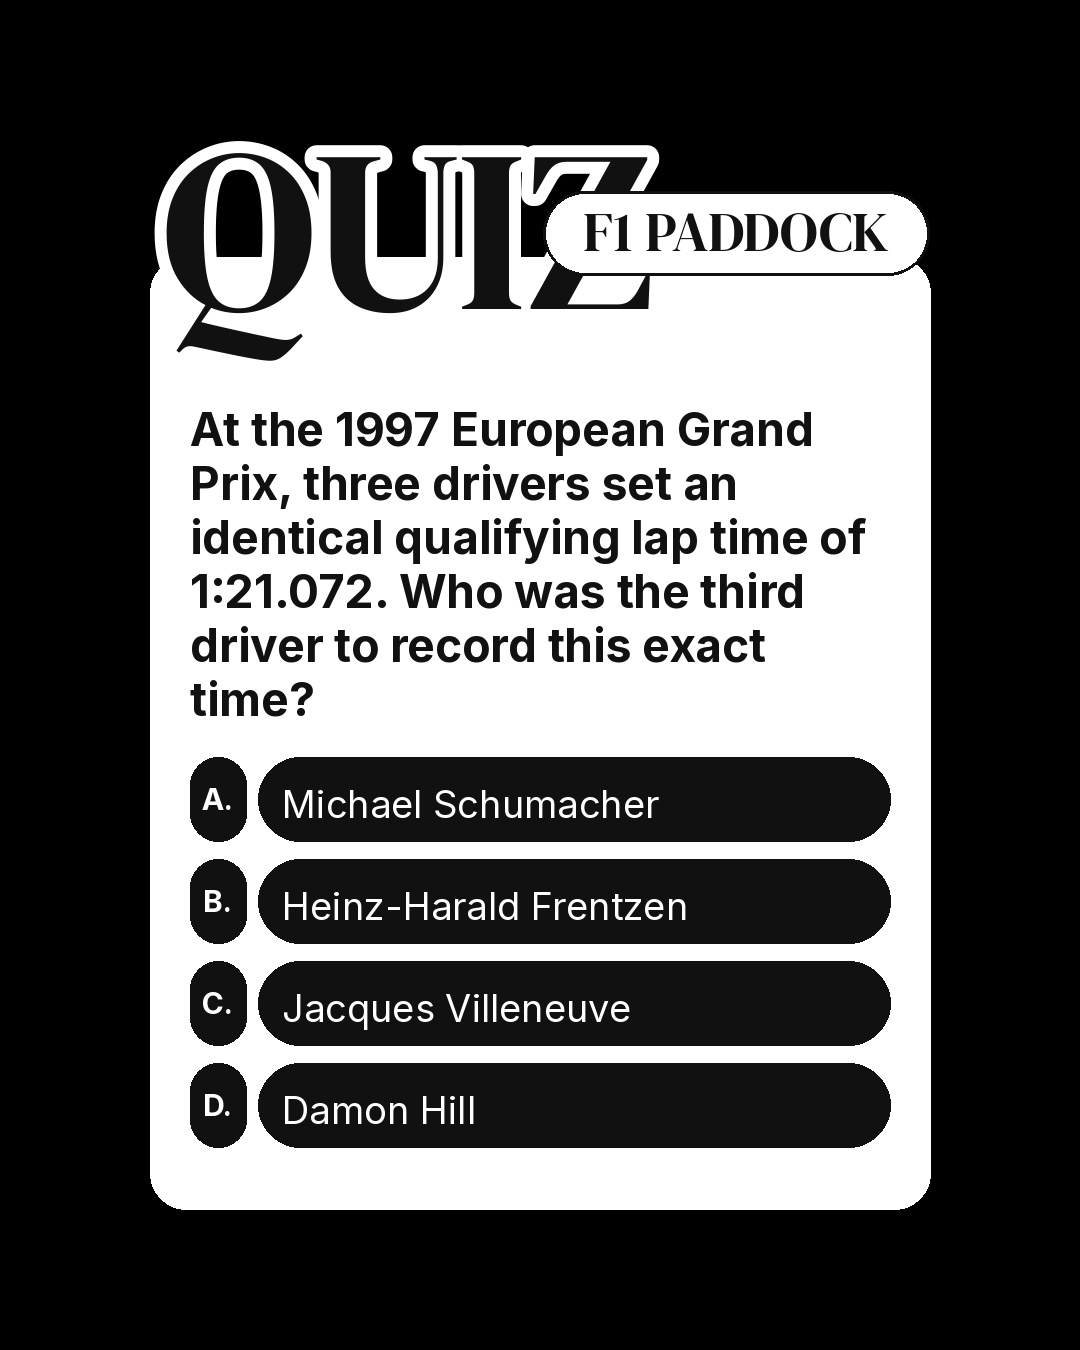 QUIZ
F1 PADDOCK
At the 1997 European Grand
Prix, three drivers set an
identical qualifying lap time of
1:21.072. Who was the third
driver to record this exact
time?
A. Michael Schumacher
B. Heinz-Harald Frentzen
C. Jacques Villeneuve
D. Damon Hill